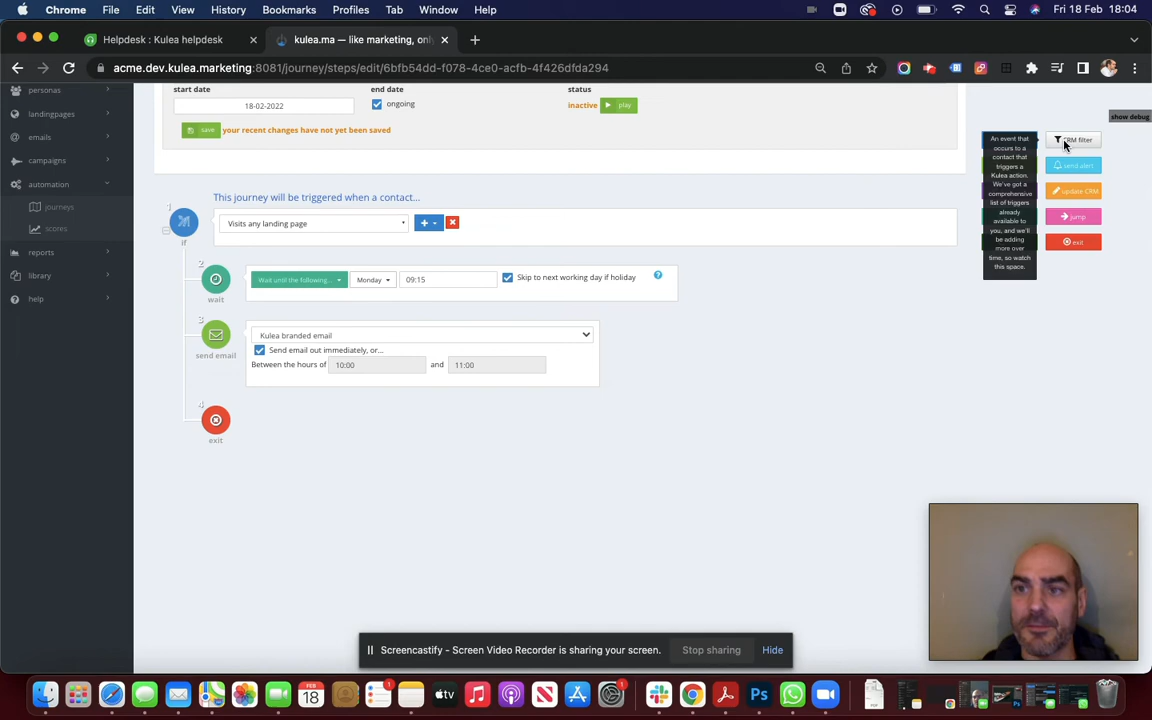 Chrome File Edit View History Bookmarks Profiles Tab Window Help Fri 18 Feb 18:04
Helpdesk : Kulea helpdesk
kulea.ma — like marketing, onl
acme.dev.kulea.marketing:8081/journey/steps/edit/6bfb54dd-f078-4ce0-acfb-4f426dfda294
personas
landingpages
emails
campaigns
automation
journeys
scores
reports
library
help
start date end date status
18-02-2022 ongoing inactive play
save your recent changes have not yet been saved
show debug
This journey will be triggered when a contact...
1
if
Visits any landing page
2
wait
Wait until the following... Monday 09:15 Skip to next working day if holiday
3
send email
Kulea branded email
Send email out immediately, or...
Between the hours of 10:00 and 11:00
4
exit
An event that
occurs to a
contact that
triggers a
Kulea action.
We've got a
comprehensive
list of triggers
already
available to
you, and we'll
be adding
more over
time, so watch
this space.
CRM filter
send alert
update CRM
jump
exit
Screencastify - Screen Video Recorder is sharing your screen. Stop sharing Hide
FEB
18
1
tv